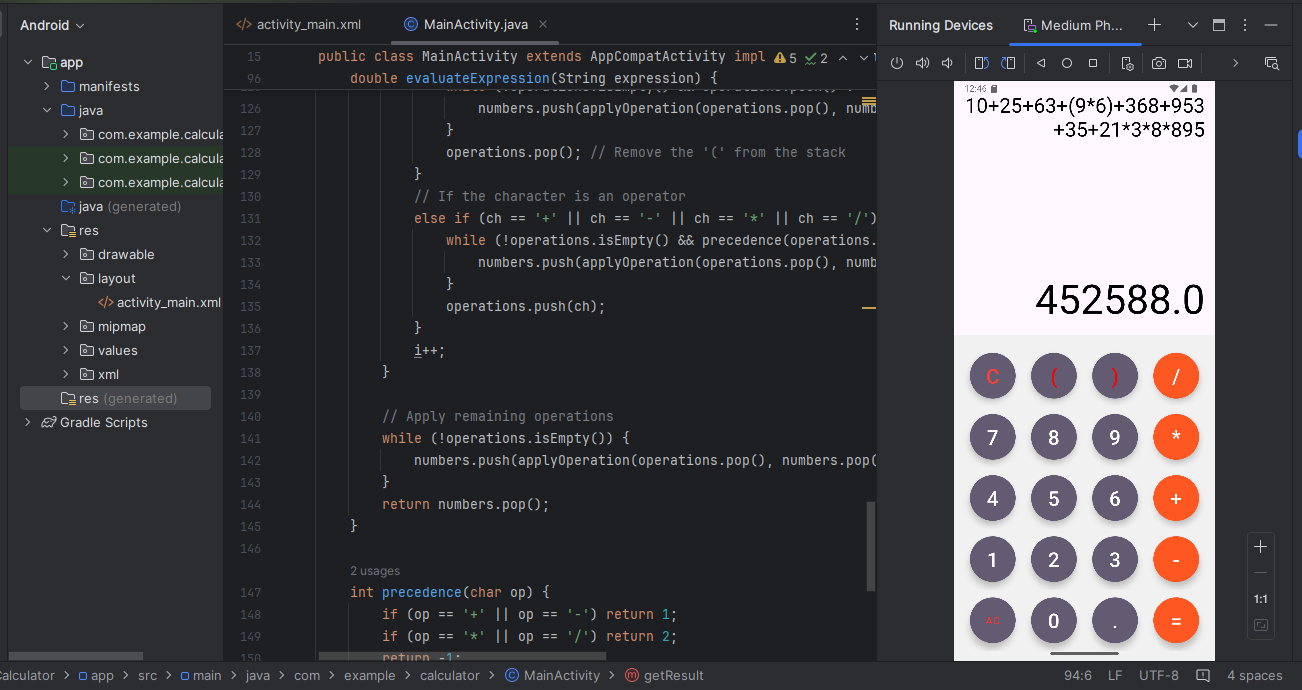 Android
app
manifests
java
com.example.calcula
com.example.calcula
com.example.calcula
java (generated)
res
drawable
layout
activity_main.xml
mipmap
values
xml
res (generated)
Gradle Scripts
activity_main.xml
MainActivity.java
15 public class MainActivity extends AppCompatActivity impl
5 2
96 double evaluateExpression(String expression) {
126 numbers.push(applyOperation(operations.pop(), numb
127 }
128 operations.pop(); // Remove the '(' from the stack
129 }
130 // If the character is an operator
131 else if (ch == '+' || ch == '-' || ch == '*' || ch == '/')
132 while (!operations.isEmpty() && precedence(operations.
133 numbers.push(applyOperation(operations.pop(), numb
134 }
135 operations.push(ch);
136 }
137 i++;
138 }
139
140 // Apply remaining operations
141 while (!operations.isEmpty()) {
142 numbers.push(applyOperation(operations.pop(), numbers.pop(
143 }
144 return numbers.pop();
145 }
146
2 usages
147 int precedence(char op) {
148 if (op == '+' || op == '-') return 1;
149 if (op == '*' || op == '/') return 2;
150 return -1;
Running Devices
Medium Ph...
12:46
10+25+63+(9*6)+368+953
+35+21*3*8*895
452588.0
C ( ) /
7 8 9 *
4 5 6 +
1 2 3 -
AC 0 . =
1:1
Calculator > app > src > main > java > com > example > calculator > MainActivity > getResult
94:6 LF UTF-8 4 spaces